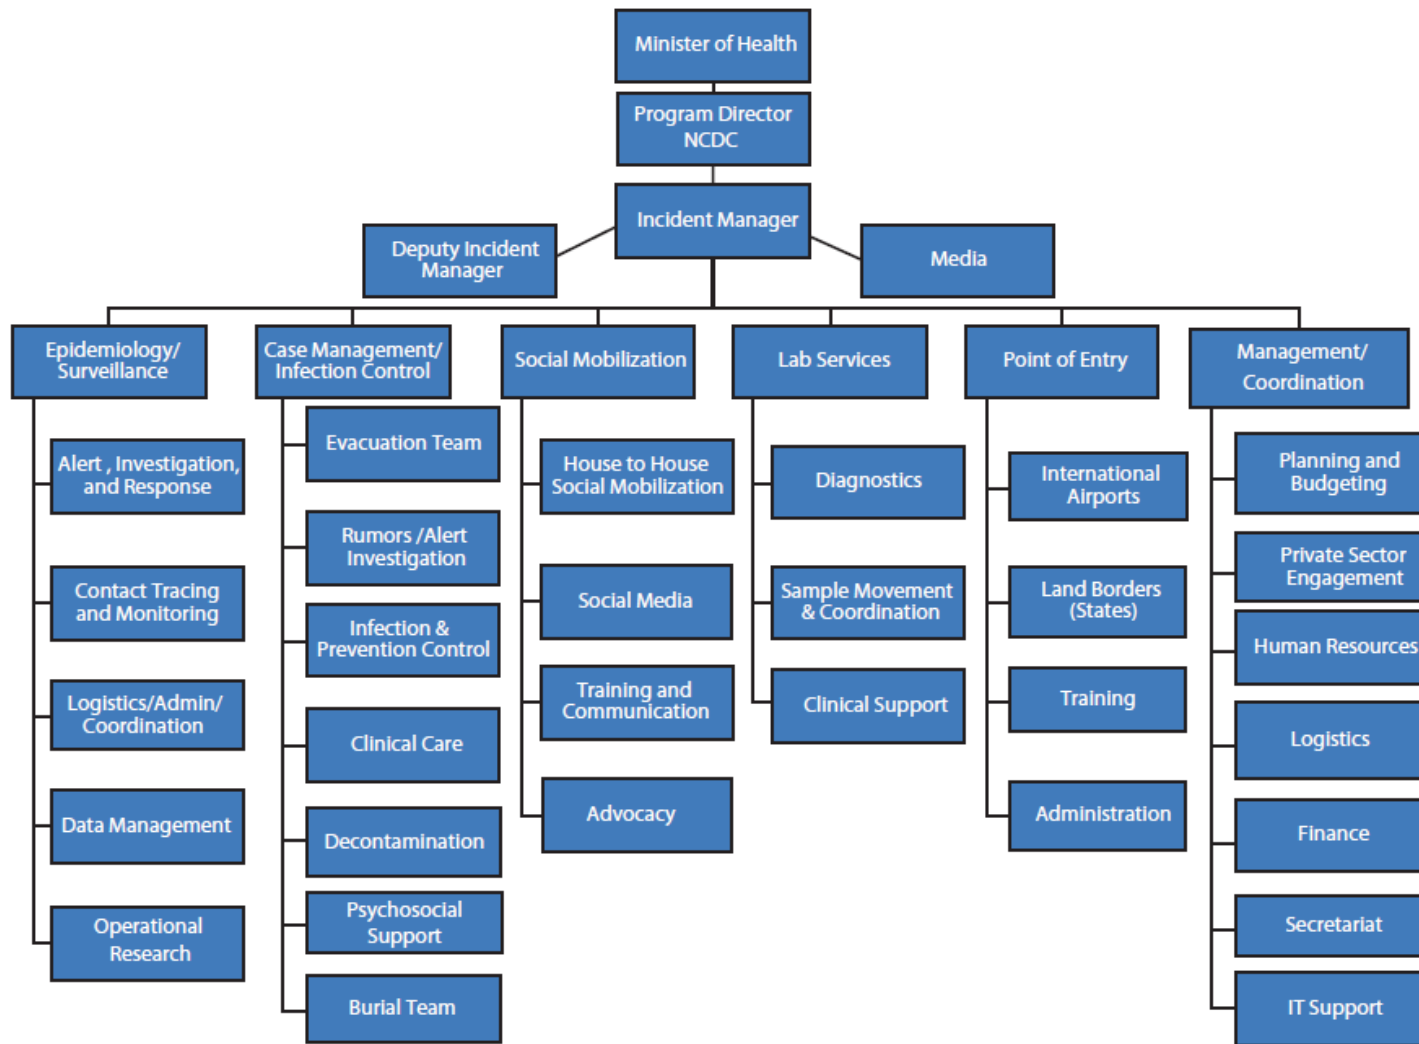 Minister of Health
Program Director
NCDC
Incident Manager
Deputy Incident
Manager
Media
Epidemiology/
Surveillance
Alert , Investigation,
and Response
Contact Tracing
and Monitoring
Logistics/Admin/
Coordination
Data Management
Operational
Research
Case Management/
Infection Control
Evacuation Team
Rumors /Alert
Investigation
Infection &
Prevention Control
Clinical Care
Decontamination
Psychosocial
Support
Burial Team
Social Mobilization
House to House
Social Mobilization
Social Media
Training and
Communication
Advocacy
Lab Services
Diagnostics
Sample Movement
& Coordination
Clinical Support
Point of Entry
International
Airports
Land Borders
(States)
Training
Administration
Management/
Coordination
Planning and
Budgeting
Private Sector
Engagement
Human Resources
Logistics
Finance
Secretariat
IT Support